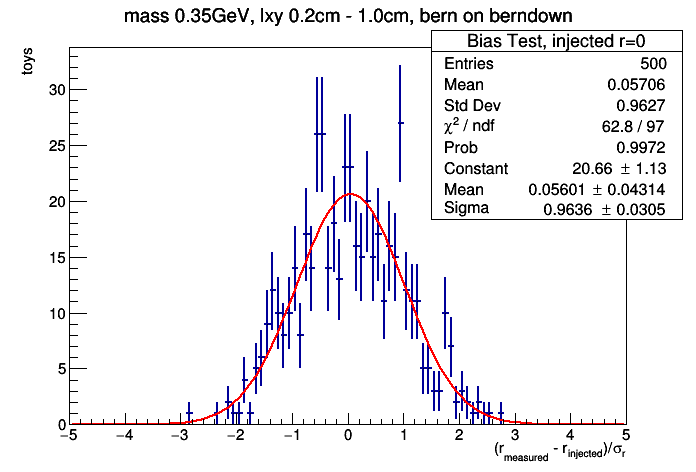 mass 0.35GeV, lxy 0.2cm - 1.0cm, bern on berndown
toys
Bias Test, injected r=0
Entries 500
Mean 0.05706
Std Dev 0.9627
χ² / ndf 62.8 / 97
Prob 0.9972
Constant 20.66 ± 1.13
Mean 0.05601 ± 0.04314
Sigma 0.9636 ± 0.0305
30
25
20
15
10
5
0
−5 −4 −3 −2 −1 0 1 2 3 4 5
(r_measured - r_injected)/σ_r